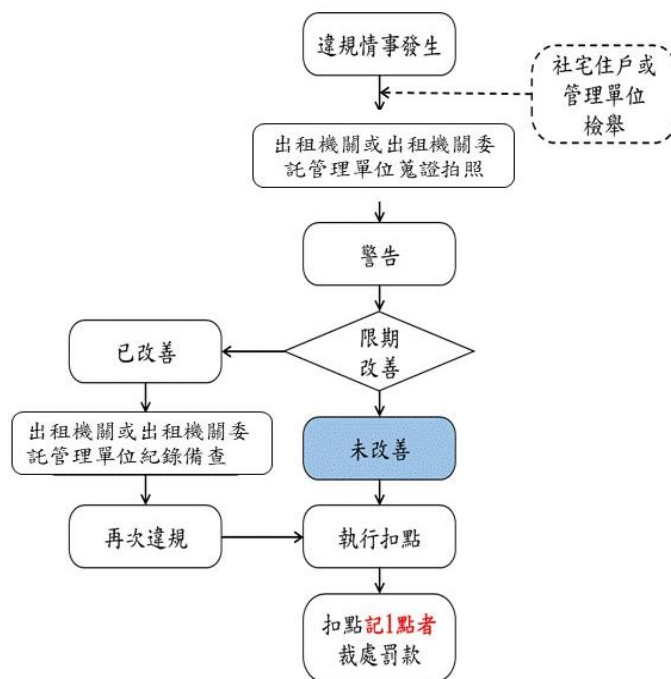 違規情事發生
社宅住戶或
管理單位
檢舉
出租機關或出租機關委
託管理單位蒐證拍照
警告
限期
改善
已改善
出租機關或出租機關委
託管理單位紀錄備查
未改善
再次違規
執行扣點
扣點記1點者
裁處罰款